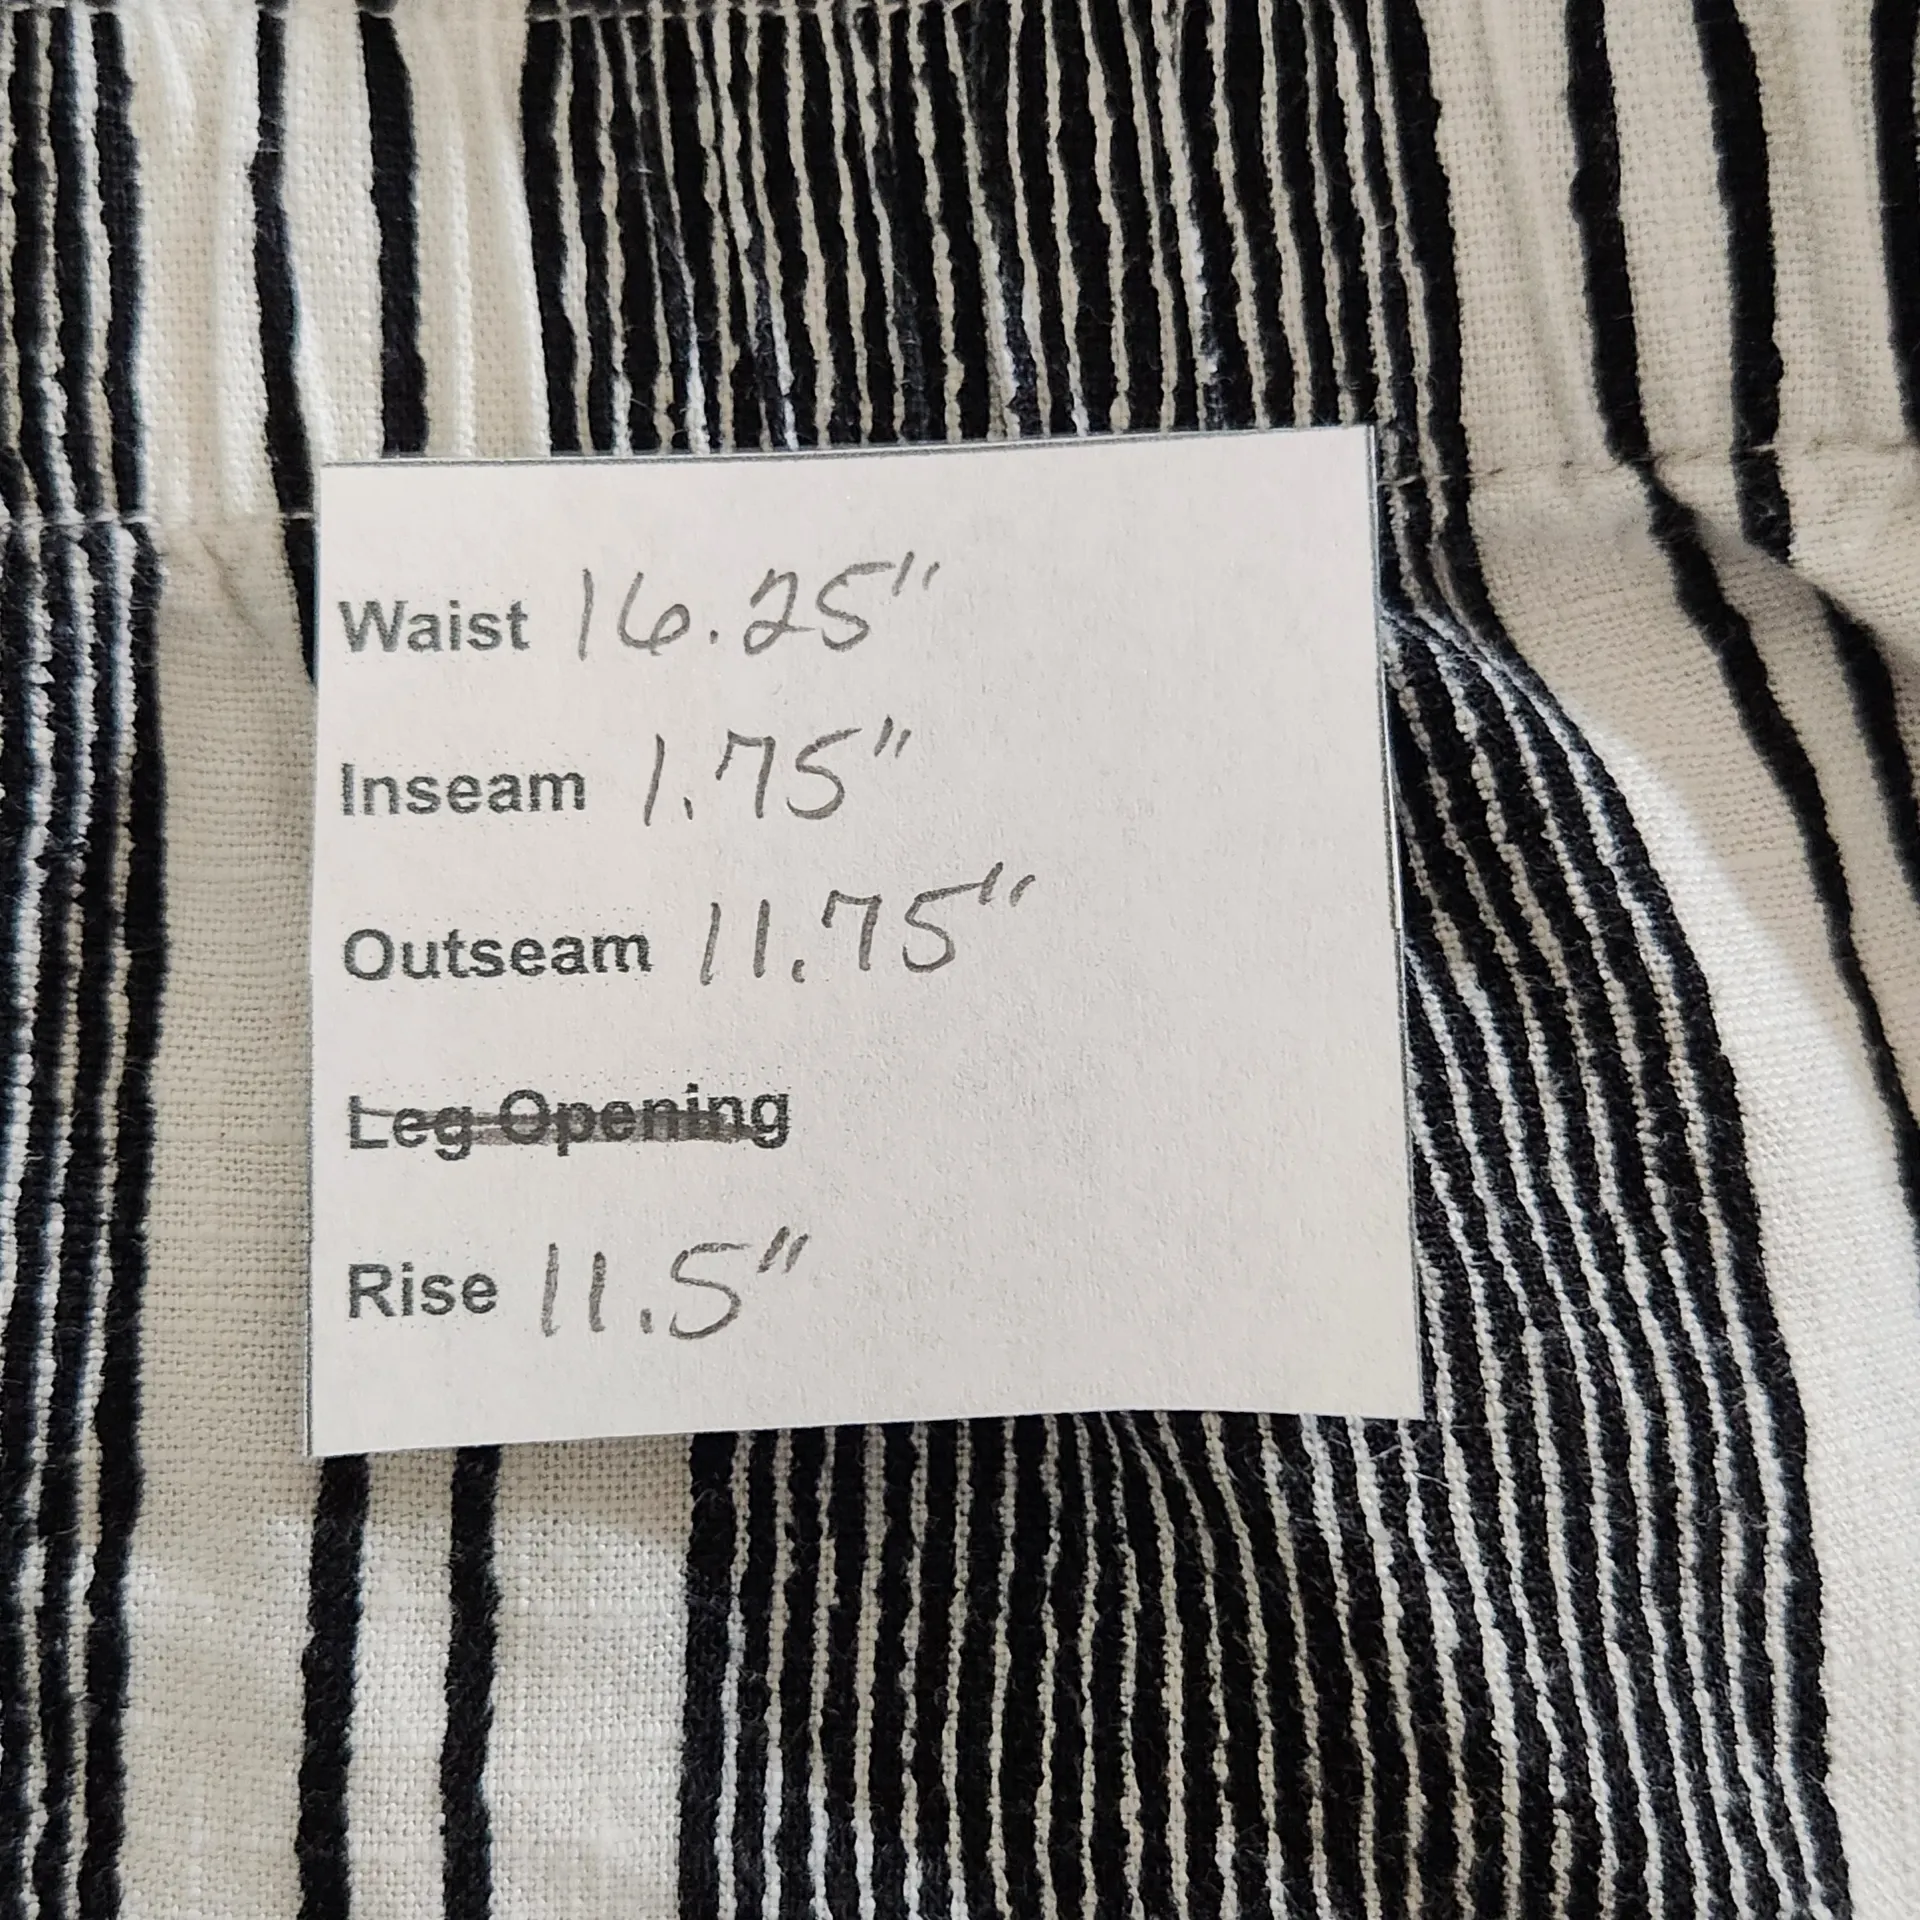 Waist 16.25"
Inseam 1.75"
Outseam 11.75"
Leg Opening
Rise 11.5"